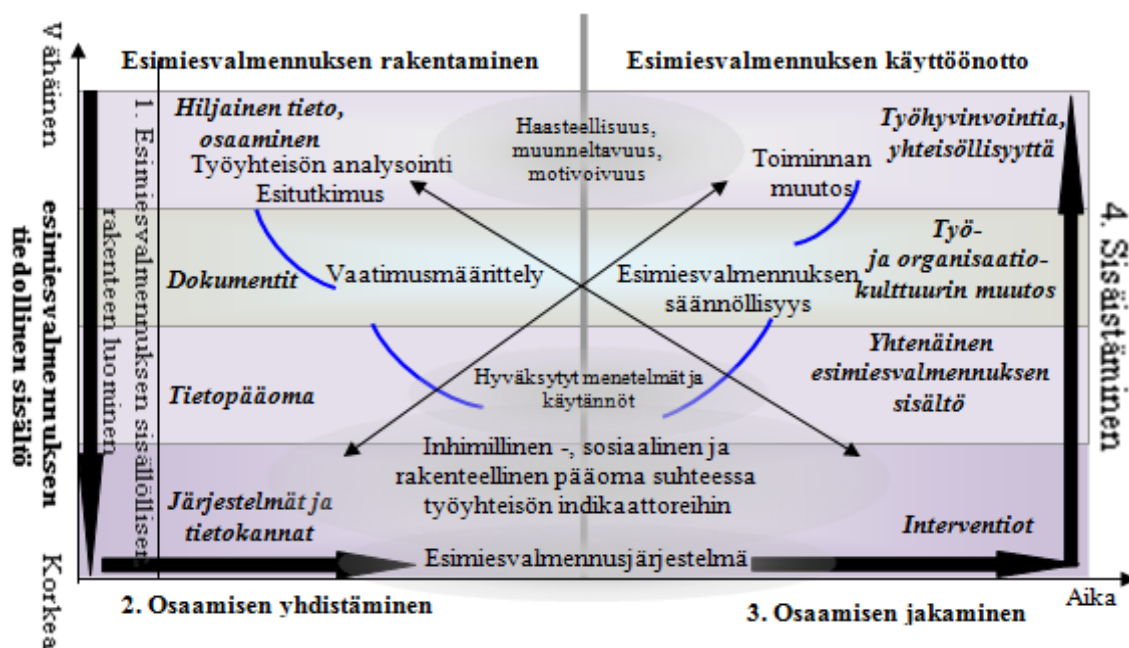 Esimiesvalmennuksen rakentaminen
Esimiesvalmennuksen käyttöönotto
Vähäinen
esimiesvalmennuksen
tiedollinen sisältö
Korkea
1. Esimiesvalmennuksen sisällöllisen
rakenteen luominen
Hiljainen tieto,
osaaminen
Työyhteisön analysointi
Esitutkimus
Haasteellisuus,
muunneltavuus,
motivoivuus
Toiminnan
muutos
Työhyvinvointia,
yhteisöllisyyttä
Dokumentit
Vaatimusmäärittely
Esimiesvalmennuksen
säännöllisyys
Työ-
ja organisaatio-
kulttuurin muutos
Tietopääoma
Hyväksytyt menetelmät ja
käytännöt
Yhtenäinen
esimiesvalmennuksen
sisältö
Inhimillinen -, sosiaalinen ja
rakenteellinen pääoma suhteessa
työyhteisön indikaattoreihin
Järjestelmät ja
tietokannat
Interventiot
Esimiesvalmennusjärjestelmä
4. Sisäistäminen
2. Osaamisen yhdistäminen
3. Osaamisen jakaminen
Aika